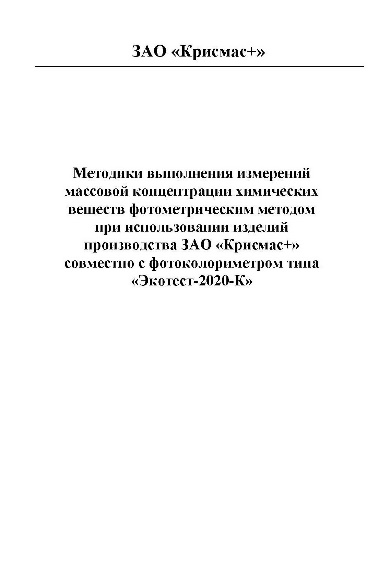 ЗАО «Крисмас+»
Методики выполнения измерений
массовой концентрации химических
веществ фотометрическим методом
при использовании изделий
производства ЗАО «Крисмас+»
совместно с фотоколориметром типа
«Экотест-2020-К»